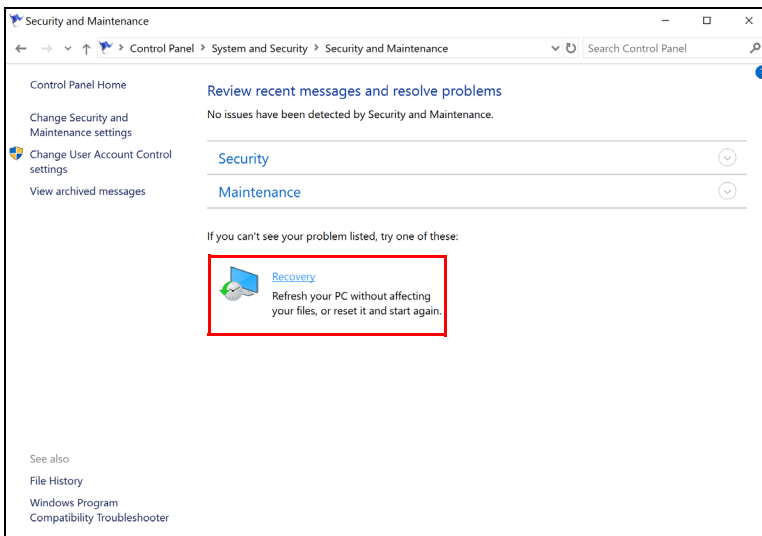 Security and Maintenance
Control Panel > System and Security > Security and Maintenance
Search Control Panel
Control Panel Home
Change Security and
Maintenance settings
Change User Account Control
settings
View archived messages
Review recent messages and resolve problems
No issues have been detected by Security and Maintenance.
Security
Maintenance
If you can't see your problem listed, try one of these:
Recovery
Refresh your PC without affecting
your files, or reset it and start again.
See also
File History
Windows Program
Compatibility Troubleshooter